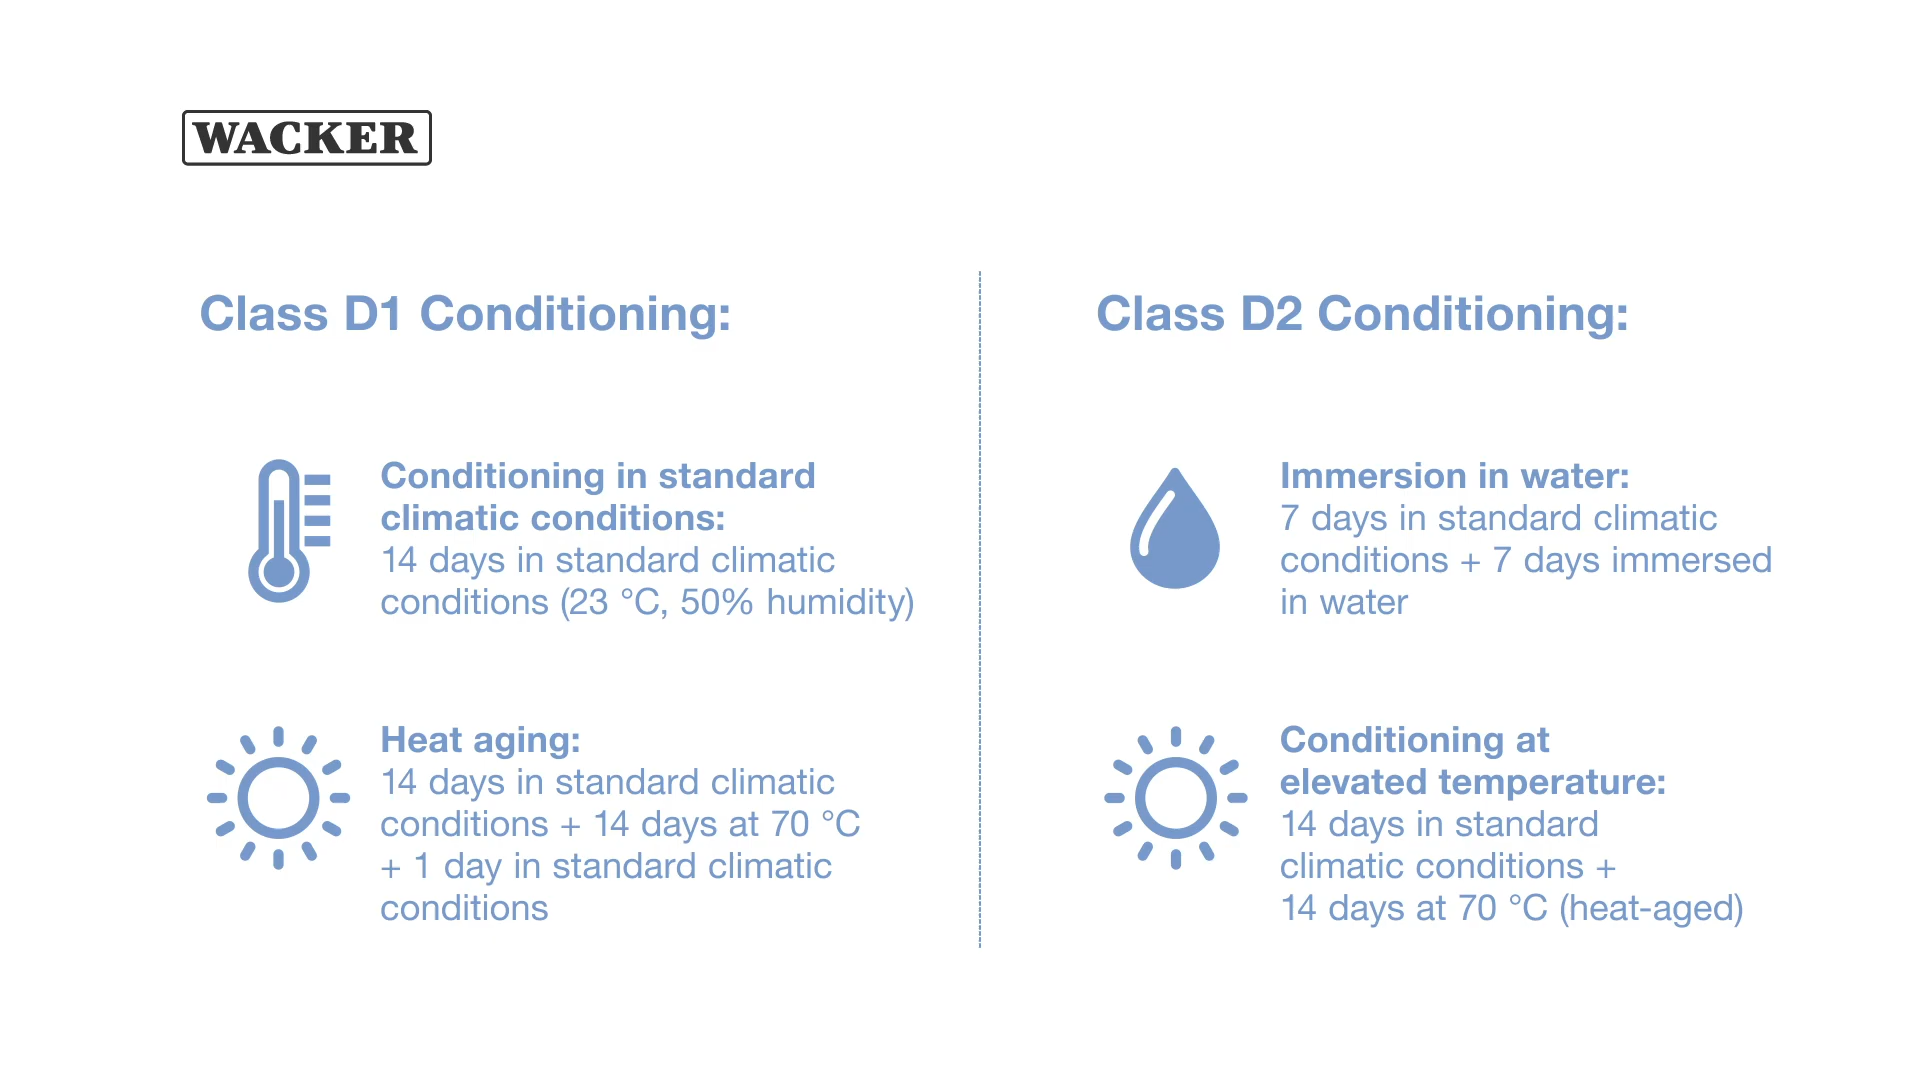 WACKER
Class D1 Conditioning:
Conditioning in standard
climatic conditions:
14 days in standard climatic
conditions (23 °C, 50% humidity)
Heat aging:
14 days in standard climatic
conditions + 14 days at 70 °C
+ 1 day in standard climatic
conditions
Class D2 Conditioning:
Immersion in water:
7 days in standard climatic
conditions + 7 days immersed
in water
Conditioning at
elevated temperature:
14 days in standard
climatic conditions +
14 days at 70 °C (heat-aged)